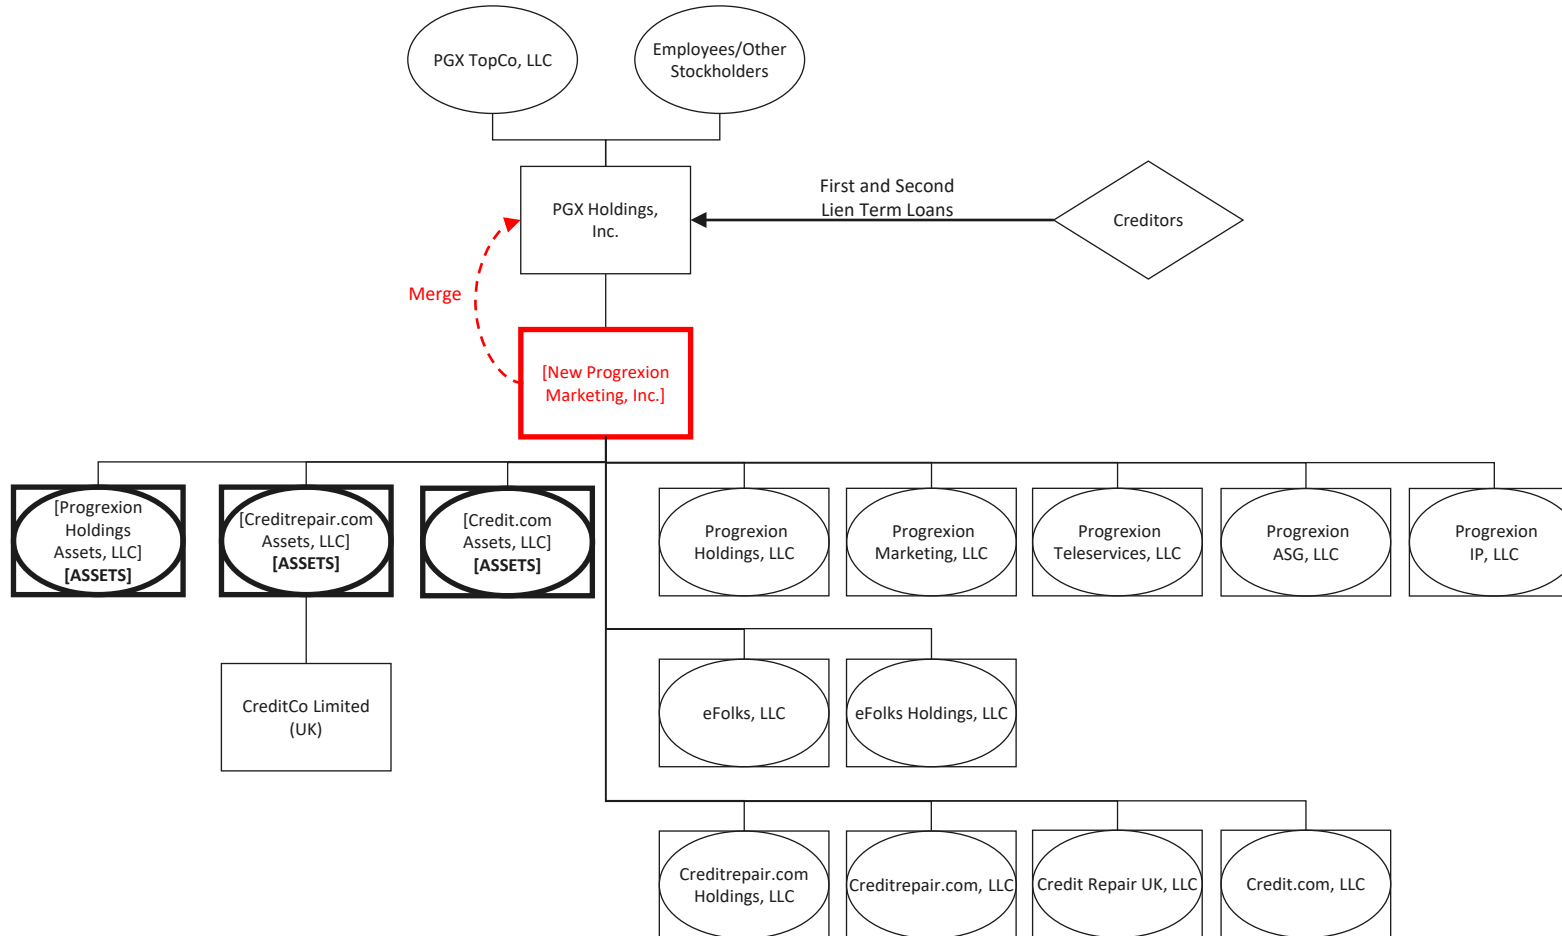 PGX TopCo, LLC
Employees/Other
Stockholders
PGX Holdings,
Inc.
First and Second
Lien Term Loans
Creditors
Merge
[New Progrexion
Marketing, Inc.]
[Progrexion
Holdings
Assets, LLC]
[ASSETS]
[Creditrepair.com
Assets, LLC]
[ASSETS]
[Credit.com
Assets, LLC]
[ASSETS]
Progrexion
Holdings, LLC
Progrexion
Marketing, LLC
Progrexion
Teleservices, LLC
Progrexion
ASG, LLC
Progrexion
IP, LLC
CreditCo Limited
(UK)
eFolks, LLC
eFolks Holdings, LLC
Creditrepair.com
Holdings, LLC
Creditrepair.com, LLC
Credit Repair UK, LLC
Credit.com, LLC